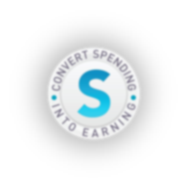 CONVERT SPENDING
S
INTO EARNING